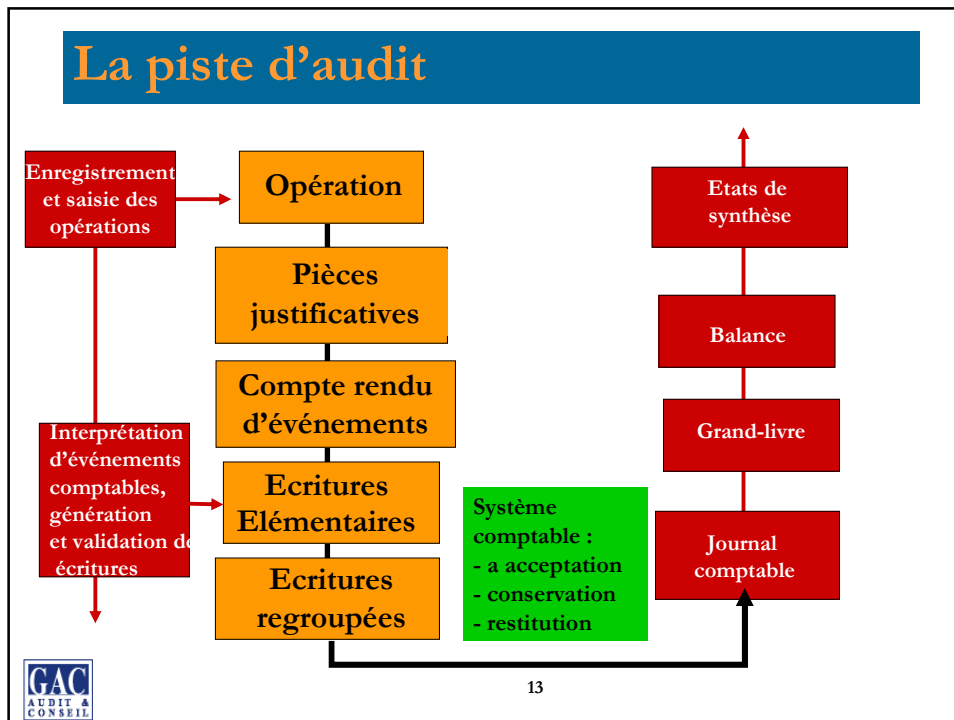 La piste d'audit
Enregistrement
et saisie des
opérations
Opération
Pièces
justificatives
Compte rendu
d'événements
Interprétation
d'événements
comptables,
génération
et validation de
écritures
Ecritures
Elémentaires
Ecritures
regroupées
Système
comptable :
- a acceptation
- conservation
- restitution
Etats de
synthèse
Balance
Grand-livre
Journal
comptable
GAC
AUDIT &
CONSEIL
13